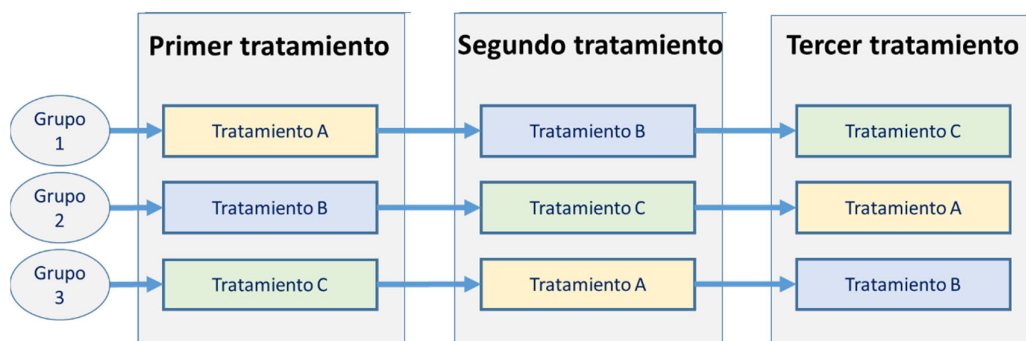 Primer tratamiento
Segundo tratamiento
Tercer tratamiento
Grupo
1
Tratamiento A
Tratamiento B
Tratamiento C
Grupo
2
Tratamiento B
Tratamiento C
Tratamiento A
Grupo
3
Tratamiento C
Tratamiento A
Tratamiento B